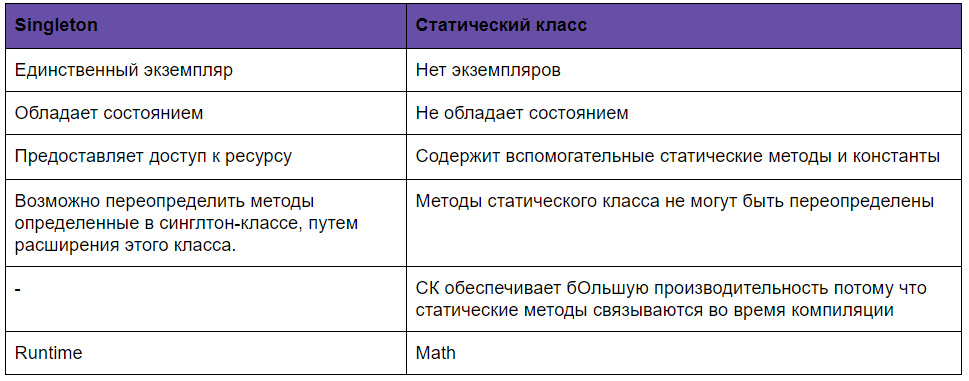 Singleton
Статический класс
Единственный экземпляр
Нет экземпляров
Обладает состоянием
Не обладает состоянием
Предоставляет доступ к ресурсу
Содержит вспомогательные статические методы и константы
Возможно переопределить методы
определенные в синглтон-классе, путем
расширения этого класса.
Методы статического класса не могут быть переопределены
-
СК обеспечивает бОльшую производительность потому что
статические методы связываются во время компиляции
Runtime
Math